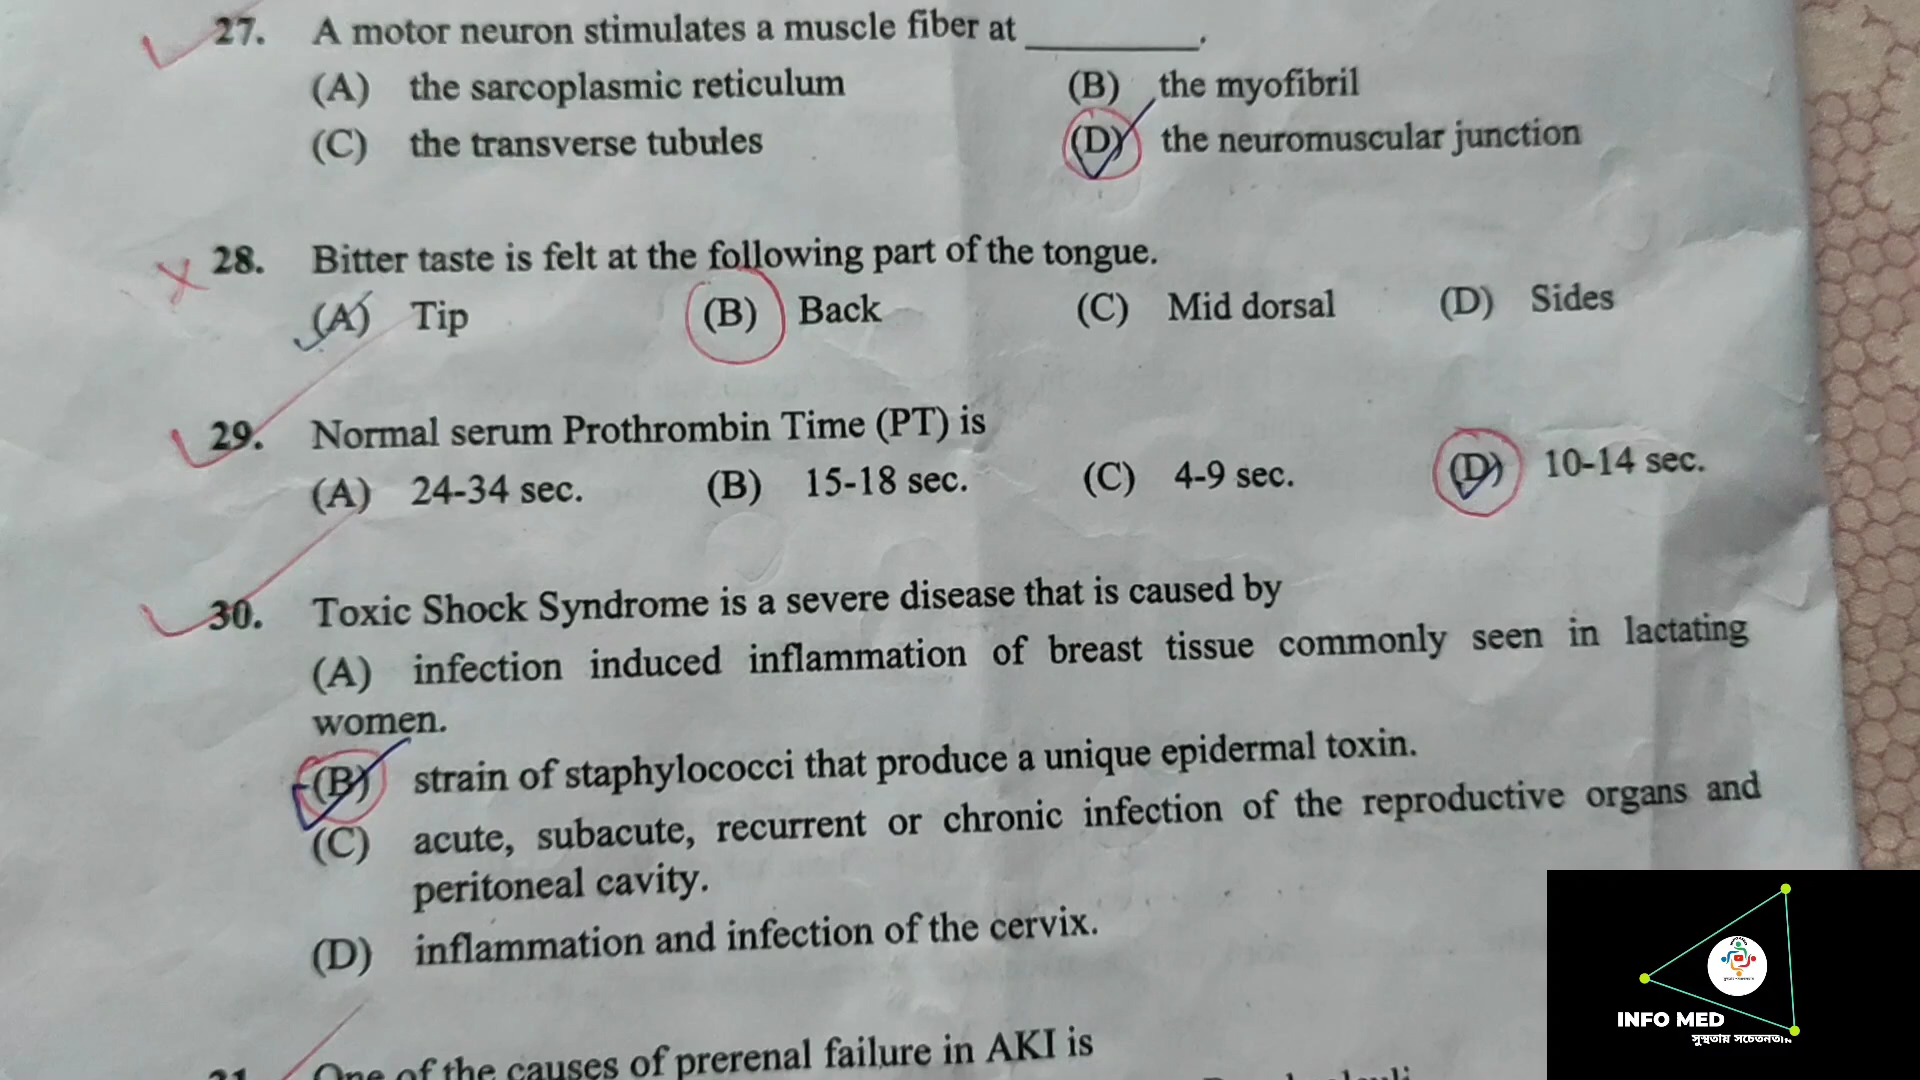 27. A motor neuron stimulates a muscle fiber at __________.
(A) the sarcoplasmic reticulum (B) the myofibril
(C) the transverse tubules (D) the neuromuscular junction
28. Bitter taste is felt at the following part of the tongue.
(A) Tip (B) Back (C) Mid dorsal (D) Sides
29. Normal serum Prothrombin Time (PT) is
(A) 24-34 sec. (B) 15-18 sec. (C) 4-9 sec. (D) 10-14 sec.
30. Toxic Shock Syndrome is a severe disease that is caused by
(A) infection induced inflammation of breast tissue commonly seen in lactating
women.
(B) strain of staphylococci that produce a unique epidermal toxin.
(C) acute, subacute, recurrent or chronic infection of the reproductive organs and
peritoneal cavity.
(D) inflammation and infection of the cervix.
One of the causes of prerenal failure in AKI is
INFO MED
সুস্থতায় সচেতনতায়